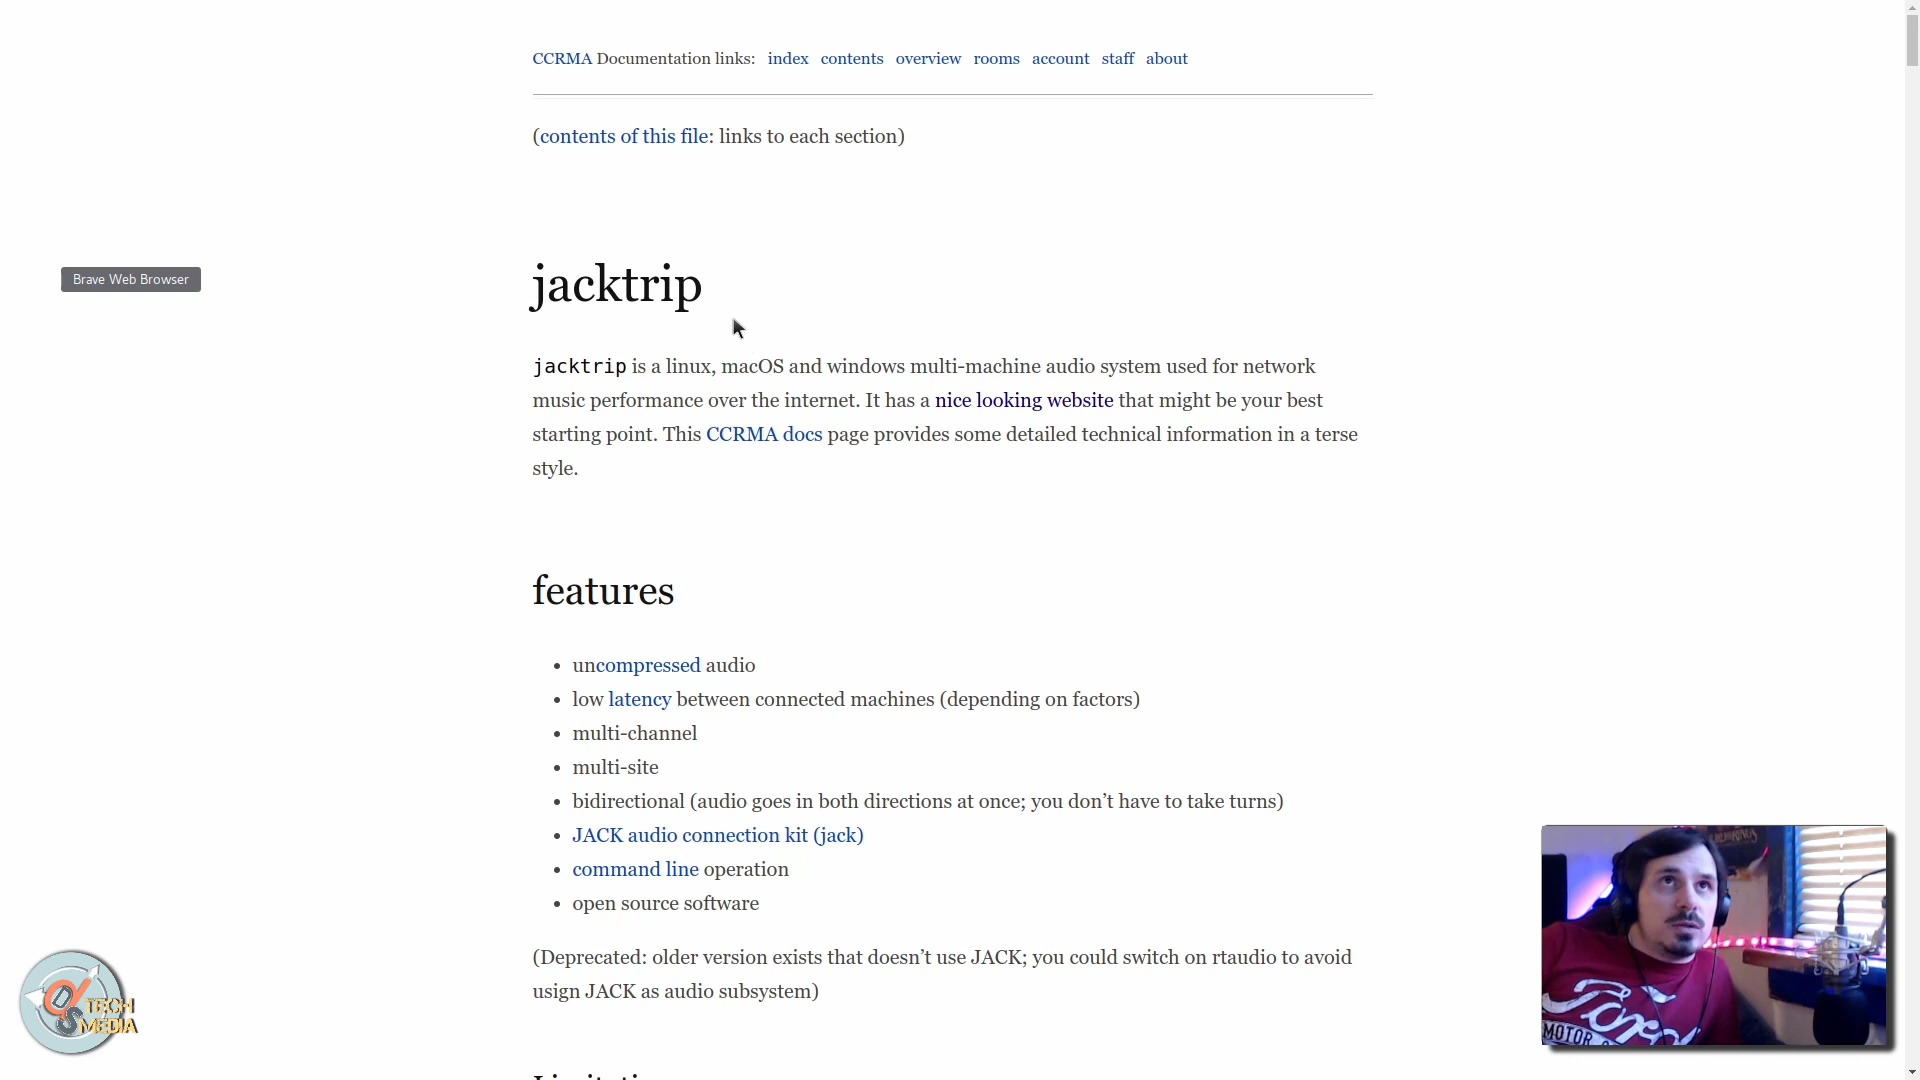 CCRMA Documentation links: index contents overview rooms account staff about
(contents of this file: links to each section)
Brave Web Browser
jacktrip
jacktrip is a linux, macOS and windows multi-machine audio system used for network
music performance over the internet. It has a nice looking website that might be your best
starting point. This CCRMA docs page provides some detailed technical information in a terse
style.
features
• uncompressed audio
• low latency between connected machines (depending on factors)
• multi-channel
• multi-site
• bidirectional (audio goes in both directions at once; you don’t have to take turns)
• JACK audio connection kit (jack)
• command line operation
• open source software
(Deprecated: older version exists that doesn’t use JACK; you could switch on rtaudio to avoid
usign JACK as audio subsystem)
TECH
MEDIA
Ford
MOTOR